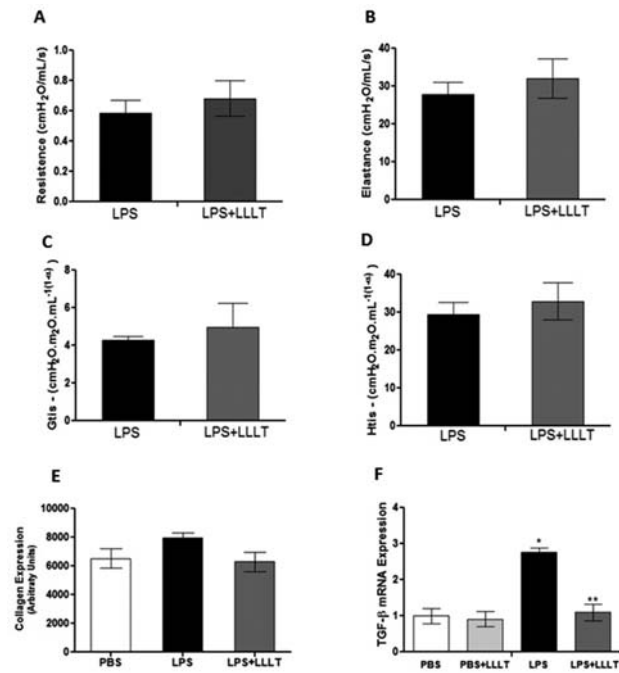 A
Resistence (cmH2O/mL/s)
1.0
0.8
0.6
0.4
0.2
0.0
LPS
LPS+LLLT
B
Elastance (cmH2O/mL/s)
40
30
20
10
0
LPS
LPS+LLLT
C
Gtis - (cmH2O.m2O.mL-1(1-α) )
8
6
4
2
0
LPS
LPS+LLLT
D
Htis - (cmH2O.m2O.mL-1(1-α) )
40
30
20
10
0
LPS
LPS+LLLT
E
Collagen Expression
(Arbitraty Units)
10000
8000
6000
4000
2000
0
PBS
LPS
LPS+LLLT
F
TGF-β mRNA Expression
4
3
2
1
0
*
**
PBS
PBS+LLLT
LPS
LPS+LLLT